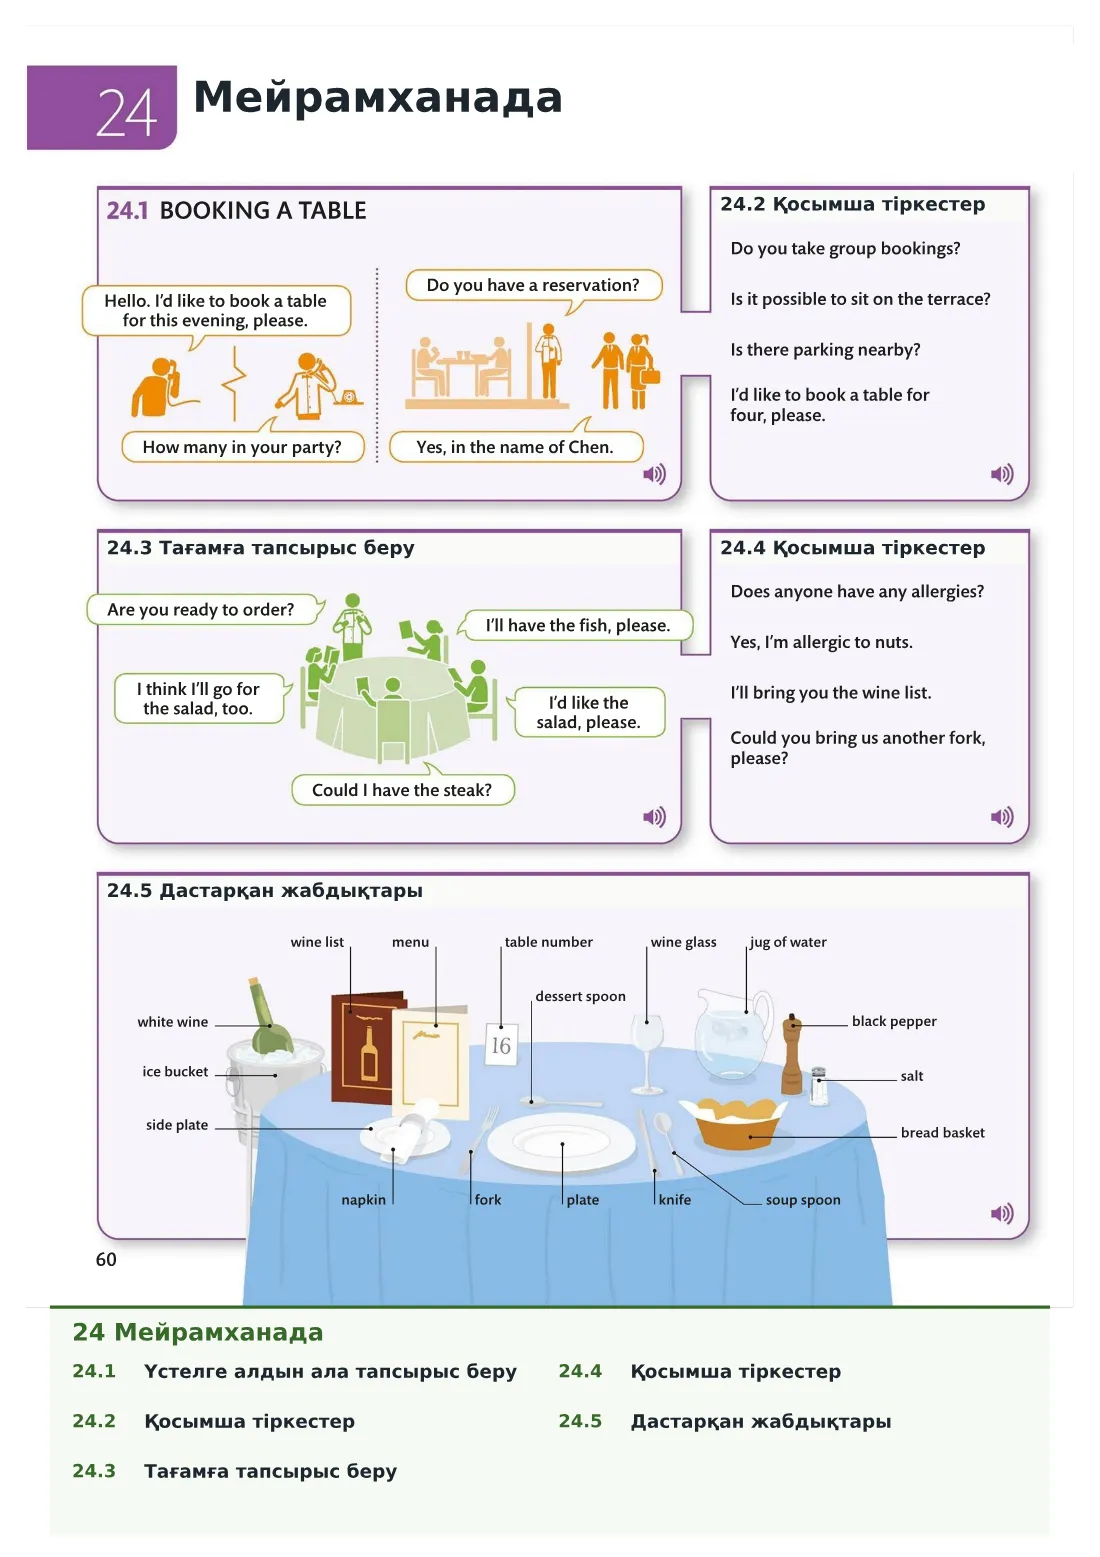 24
Мейрамханада
24.1 BOOKING A TABLE
Hello. I'd like to book a table
for this evening, please.
How many in your party?
Do you have a reservation?
Yes, in the name of Chen.
24.2 Қосымша тіркестер
Do you take group bookings?
Is it possible to sit on the terrace?
Is there parking nearby?
I'd like to book a table for
four, please.
24.3 Тағамға тапсырыс беру
Are you ready to order?
I'll have the fish, please.
I think I'll go for
the salad, too.
I'd like the
salad, please.
Could I have the steak?
24.4 Қосымша тіркестер
Does anyone have any allergies?
Yes, I'm allergic to nuts.
I'll bring you the wine list.
Could you bring us another fork,
please?
24.5 Дастарқан жабдықтары
wine list
menu
table number
wine glass
jug of water
dessert spoon
white wine
black pepper
16
ice bucket
salt
side plate
bread basket
napkin
fork
plate
knife
soup spoon
60
24 Мейрамханада
24.1 Үстелге алдын ала тапсырыс беру
24.2 Қосымша тіркестер
24.3 Тағамға тапсырыс беру
24.4 Қосымша тіркестер
24.5 Дастарқан жабдықтары